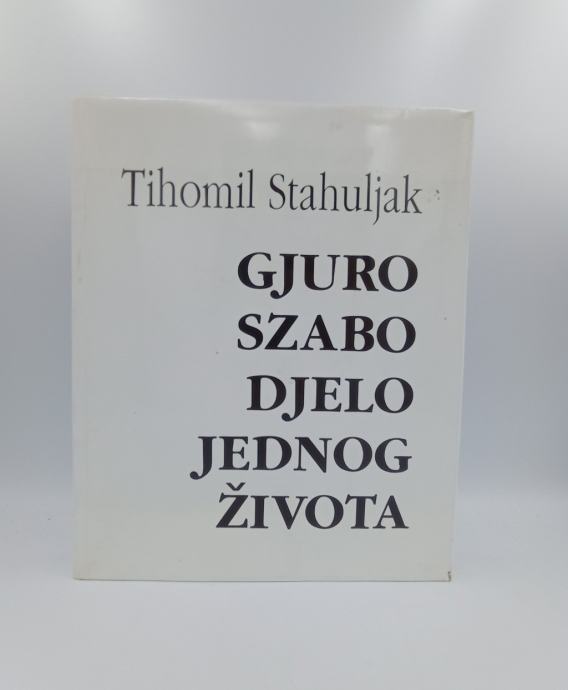 Tihomil Stahuljak
GJURO
SZABO
DJELO
JEDNOG
ŽIVOTA